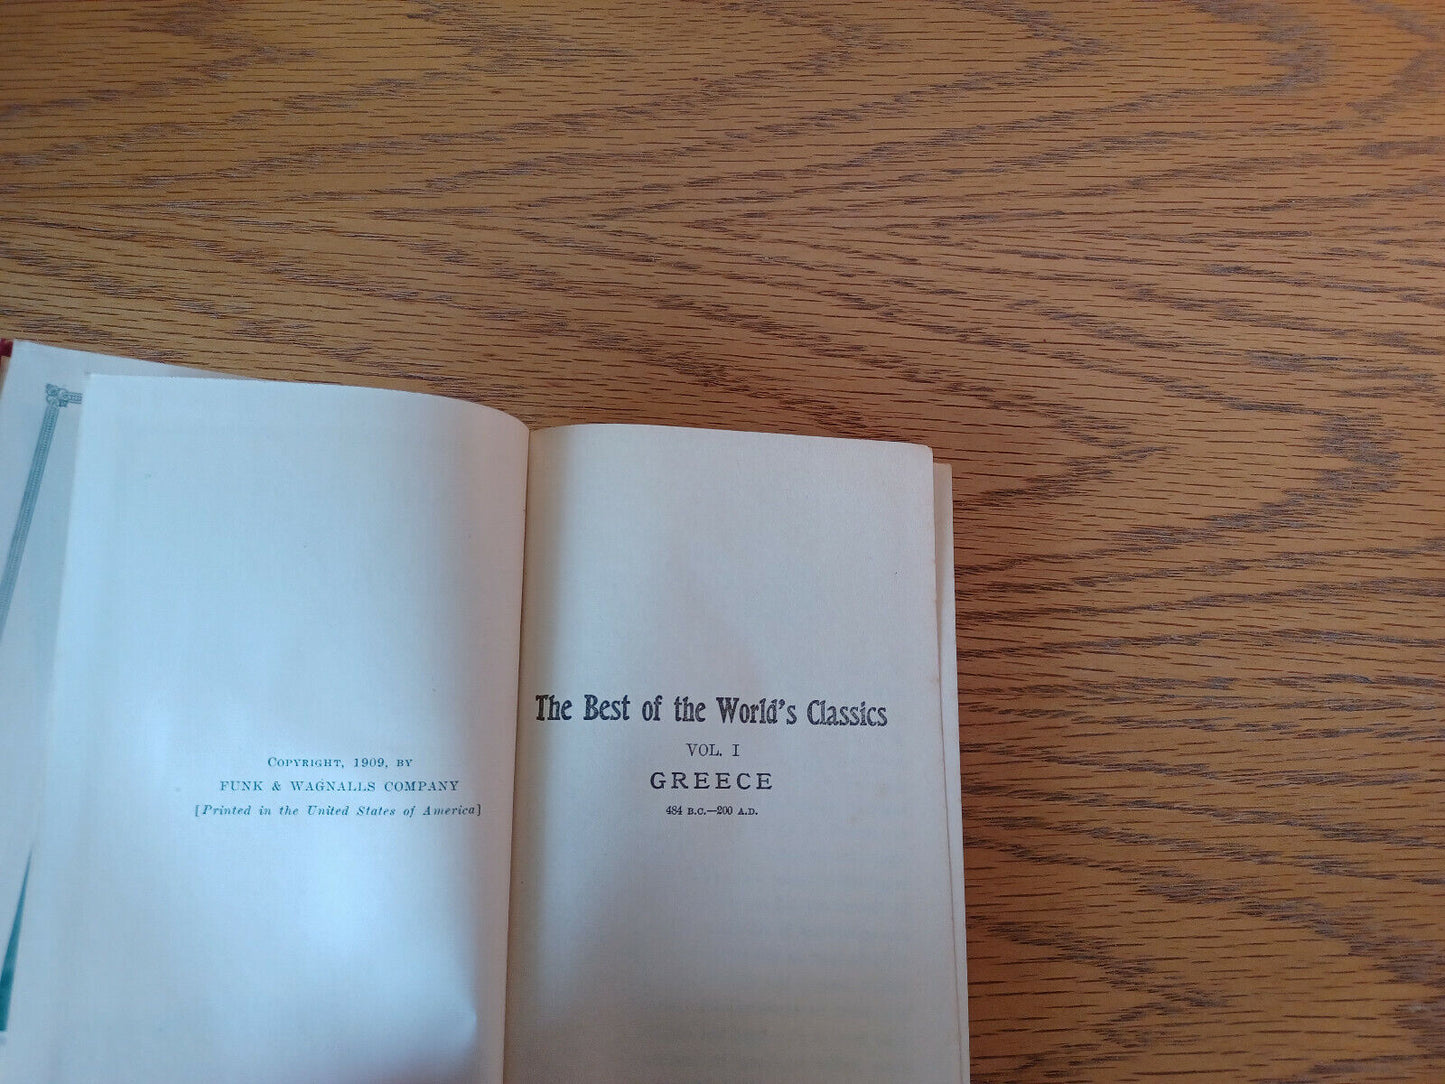 COPYRIGHT, 1909, BY
FUNK & WAGNALLS COMPANY
[Printed in the United States of America]
The Best of the World's Classics
VOL. I
GREECE
484 B.C.—200 A.D.